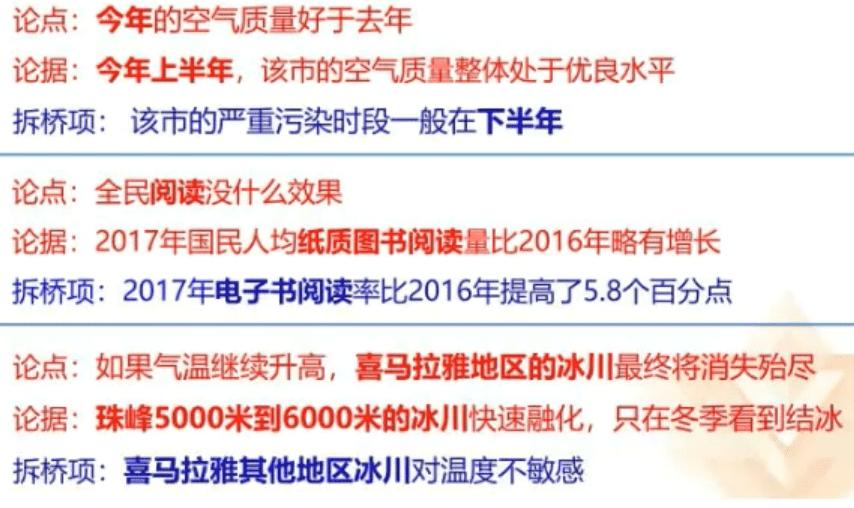 论点：今年的空气质量好于去年
论据：今年上半年，该市的空气质量整体处于优良水平
拆桥项： 该市的严重污染时段一般在下半年
论点：全民阅读没什么效果
论据：2017年国民人均纸质图书阅读量比2016年略有增长
拆桥项：2017年电子书阅读率比2016年提高了5.8个百分点
论点：如果气温继续升高，喜马拉雅地区的冰川最终将消失殆尽
论据：珠峰5000米到6000米的冰川快速融化，只在冬季看到结冰
拆桥项：喜马拉雅其他地区冰川对温度不敏感